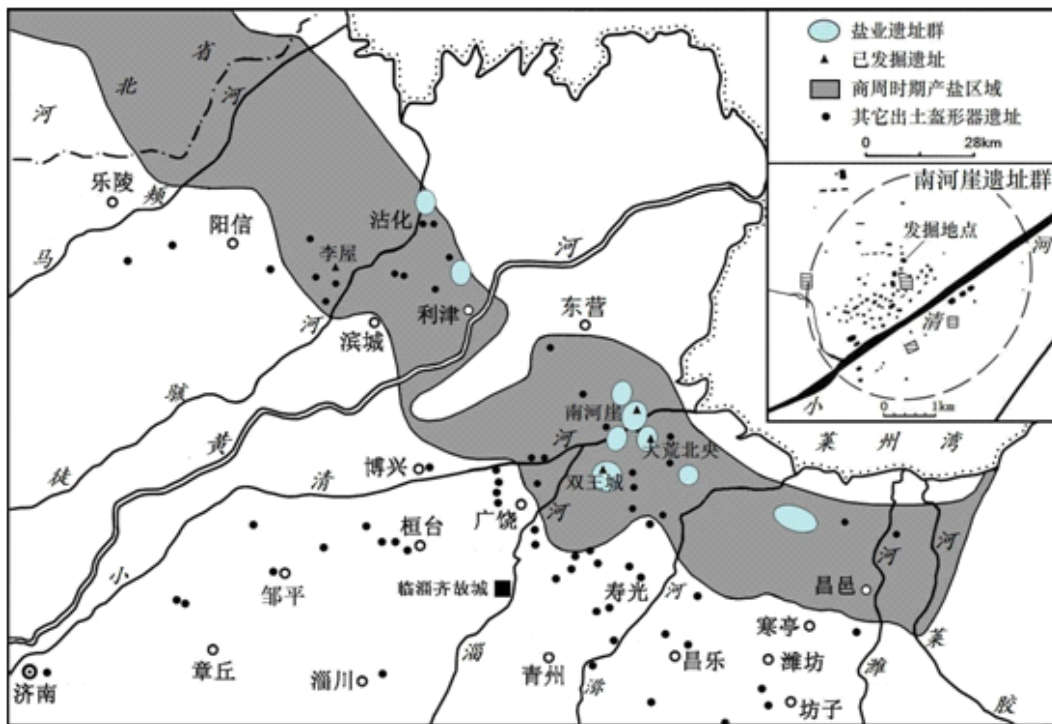 盐业遗址群
已发掘遗址
商周时期产盐区域
其它出土盔形器遗址
0 28km
南河崖遗址群
发掘地点
小
清
河
0 1km
河
北
省
乐陵
阳信
马
颊
河
沾化
李屋
利津
滨城
徒
骇
河
黄
河
东营
南河崖
大荒北央
双王城
莱州湾
博兴
小
清
河
广饶
桓台
邹平
临淄齐故城
淄
河
寿光
昌邑
寒亭
潍坊
昌乐
坊子
青州
淄川
章丘
济南
河
潍
河
胶
莱
河